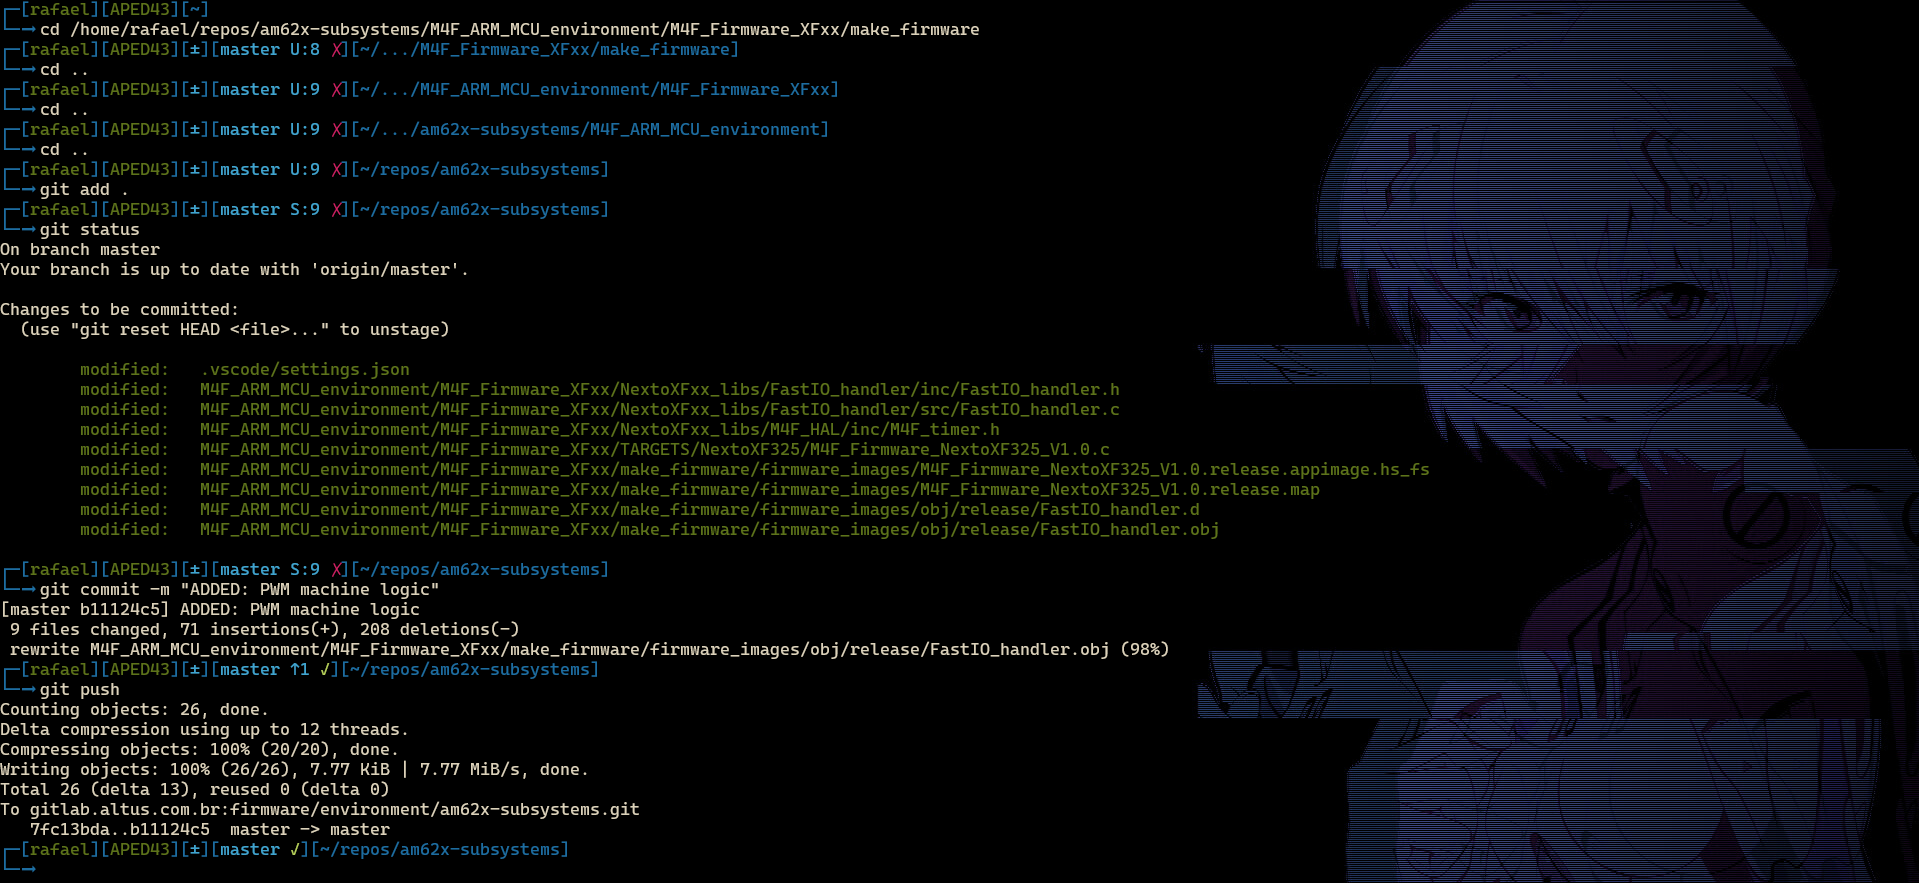 ┌─[rafael][APED43][~]
└─→cd /home/rafael/repos/am62x-subsystems/M4F_ARM_MCU_environment/M4F_Firmware_XFxx/make_firmware
┌─[rafael][APED43][±][master U:8 ✗][~/.../M4F_Firmware_XFxx/make_firmware]
└─→cd ..
┌─[rafael][APED43][±][master U:9 ✗][~/.../M4F_ARM_MCU_environment/M4F_Firmware_XFxx]
└─→cd ..
┌─[rafael][APED43][±][master U:9 ✗][~/.../am62x-subsystems/M4F_ARM_MCU_environment]
└─→cd ..
┌─[rafael][APED43][±][master U:9 ✗][~/repos/am62x-subsystems]
└─→git add .
┌─[rafael][APED43][±][master S:9 ✗][~/repos/am62x-subsystems]
└─→git status
On branch master
Your branch is up to date with 'origin/master'.

Changes to be committed:
  (use "git reset HEAD <file>..." to unstage)

        modified:   .vscode/settings.json
        modified:   M4F_ARM_MCU_environment/M4F_Firmware_XFxx/NextoXFxx_libs/FastIO_handler/inc/FastIO_handler.h
        modified:   M4F_ARM_MCU_environment/M4F_Firmware_XFxx/NextoXFxx_libs/FastIO_handler/src/FastIO_handler.c
        modified:   M4F_ARM_MCU_environment/M4F_Firmware_XFxx/NextoXFxx_libs/M4F_HAL/inc/M4F_timer.h
        modified:   M4F_ARM_MCU_environment/M4F_Firmware_XFxx/TARGETS/NextoXF325/M4F_Firmware_NextoXF325_V1.0.c
        modified:   M4F_ARM_MCU_environment/M4F_Firmware_XFxx/make_firmware/firmware_images/M4F_Firmware_NextoXF325_V1.0.release.appimage.hs_fs
        modified:   M4F_ARM_MCU_environment/M4F_Firmware_XFxx/make_firmware/firmware_images/M4F_Firmware_NextoXF325_V1.0.release.map
        modified:   M4F_ARM_MCU_environment/M4F_Firmware_XFxx/make_firmware/firmware_images/obj/release/FastIO_handler.d
        modified:   M4F_ARM_MCU_environment/M4F_Firmware_XFxx/make_firmware/firmware_images/obj/release/FastIO_handler.obj

┌─[rafael][APED43][±][master S:9 ✗][~/repos/am62x-subsystems]
└─→git commit -m "ADDED: PWM machine logic"
[master b11124c5] ADDED: PWM machine logic
 9 files changed, 71 insertions(+), 208 deletions(-)
 rewrite M4F_ARM_MCU_environment/M4F_Firmware_XFxx/make_firmware/firmware_images/obj/release/FastIO_handler.obj (98%)
┌─[rafael][APED43][±][master ↑1 ✓][~/repos/am62x-subsystems]
└─→git push
Counting objects: 26, done.
Delta compression using up to 12 threads.
Compressing objects: 100% (20/20), done.
Writing objects: 100% (26/26), 7.77 KiB | 7.77 MiB/s, done.
Total 26 (delta 13), reused 0 (delta 0)
To gitlab.altus.com.br:firmware/environment/am62x-subsystems.git
   7fc13bda..b11124c5  master -> master
┌─[rafael][APED43][±][master ✓][~/repos/am62x-subsystems]
└─→